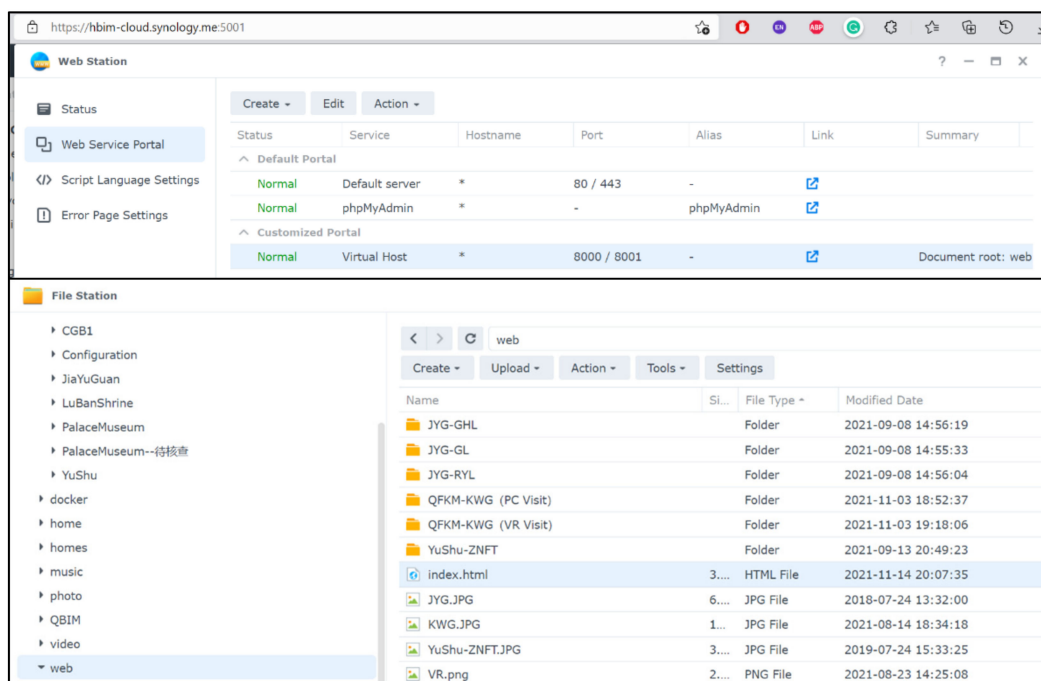 https://hbim-cloud.synology.me:5001
EN ABP
Web Station
? — X
Status
Web Service Portal
Script Language Settings
Error Page Settings
Create Edit Action
Status Service Hostname Port Alias Link Summary
Default Portal
Normal Default server * 80 / 443 -
Normal phpMyAdmin * - phpMyAdmin
Customized Portal
Normal Virtual Host * 8000 / 8001 - Document root: web
File Station
CGB1
Configuration
JiaYuGuan
LuBanShrine
PalaceMuseum
PalaceMuseum--待核查
YuShu
docker
home
homes
music
photo
QBIM
video
web
web
Create Upload Action Tools Settings
Name Si... File Type Modified Date
JYG-GHL Folder 2021-09-08 14:56:19
JYG-GL Folder 2021-09-08 14:55:33
JYG-RYL Folder 2021-09-08 14:56:04
QFKM-KWG (PC Visit) Folder 2021-11-03 18:52:37
QFKM-KWG (VR Visit) Folder 2021-11-03 19:18:06
YuShu-ZNFT Folder 2021-09-13 20:49:23
index.html 3.... HTML File 2021-11-14 20:07:35
JYG.JPG 6.... JPG File 2018-07-24 13:32:00
KWG.JPG 1... JPG File 2021-08-14 18:34:18
YuShu-ZNFT.JPG 3.... JPG File 2019-07-24 15:33:25
VR.png 2.... PNG File 2021-08-23 14:25:08